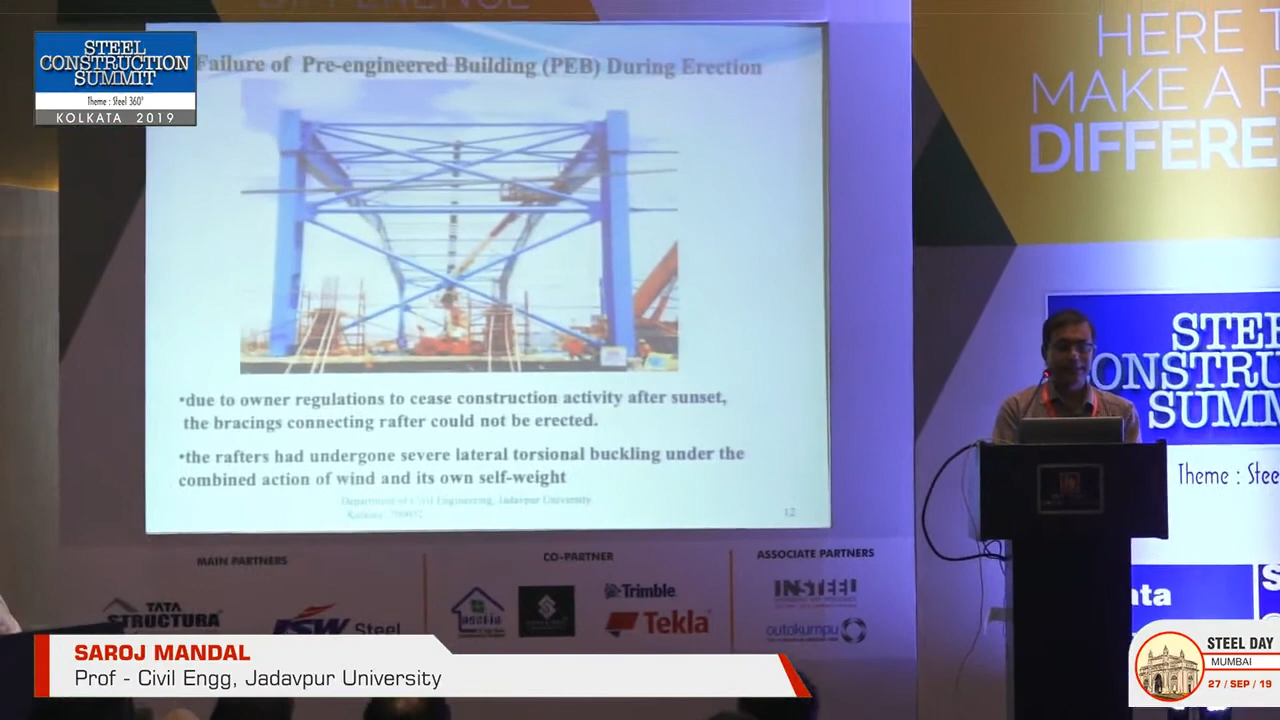 STEEL
CONSTRUCTION
SUMMIT
Theme : Steel 360°
KOLKATA 2019
Failure of Pre-engineered Building (PEB) During Erection
•due to owner regulations to cease construction activity after sunset,
the bracings connecting rafter could not be erected.
•the rafters had undergone severe lateral torsional buckling under the
combined action of wind and its own self-weight
Department of Civil Engineering, Jadavpur University
12
HERE T
MAKE A
DIFFERE
STEE
ONSTRU
SUMM
Theme : Stee
MAIN PARTNERS
CO-PARTNER
ASSOCIATE PARTNERS
TATA
STRUCTURA
JSW Steel
Trimble
Tekla
INSTEEL
outokumpu
ata
S
SAROJ MANDAL
Prof - Civil Engg, Jadavpur University
STEEL DAY
MUMBAI
27 / SEP / 19